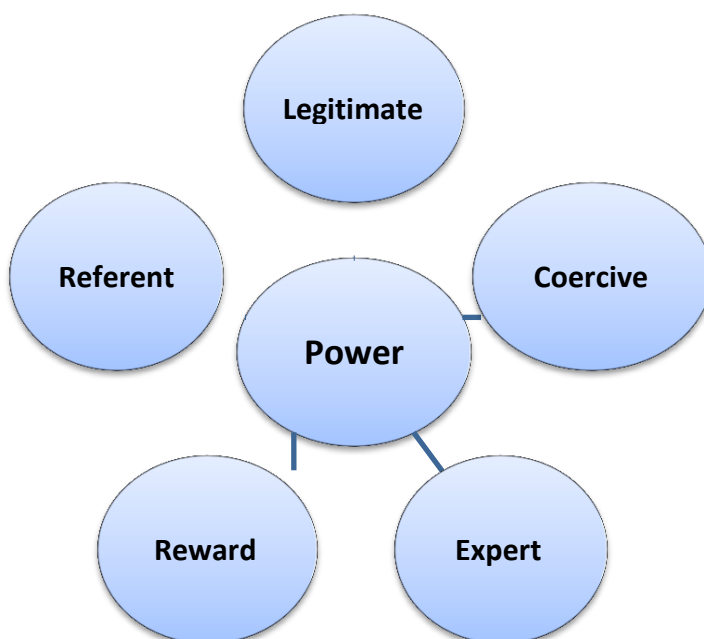 Legitimate
Referent
Coercive
Power
Reward
Expert